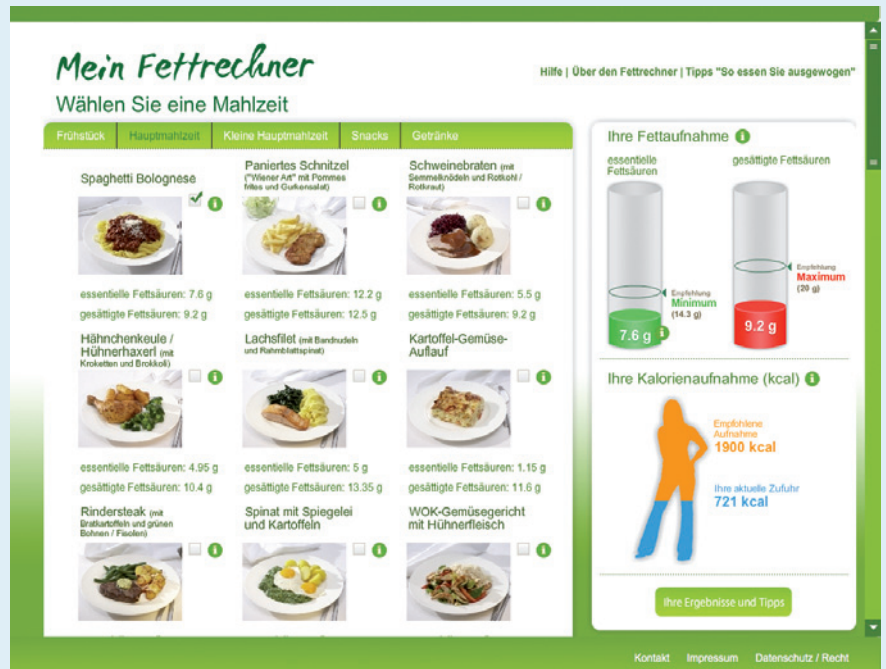 Mein Fettrechner
Wählen Sie eine Mahlzeit
Hilfe | Über den Fettrechner | Tipps "So essen Sie ausgewogen"
Frühstück Hauptmahlzeit Kleine Hauptmahlzeit Snacks Getränke
Spaghetti Bolognese
essentielle Fettsäuren: 7.6 g
gesättigte Fettsäuren: 9.2 g
Paniertes Schnitzel
("Wiener Art" mit Pommes
frites und Gurkensalat)
essentielle Fettsäuren: 12.2 g
gesättigte Fettsäuren: 12.5 g
Schweinebraten (mit
Semmelknödeln und Rotkohl /
Rotkraut)
essentielle Fettsäuren: 5.5 g
gesättigte Fettsäuren: 9.2 g
Hähnchenkeule /
Hühnerhaxerl (mit
Kroketten und Brokkoli)
essentielle Fettsäuren: 4.95 g
gesättigte Fettsäuren: 10.4 g
Lachsfilet (mit Bandnudeln
und Rahmblattspinat)
essentielle Fettsäuren: 5 g
gesättigte Fettsäuren: 13.35 g
Kartoffel-Gemüse-
Auflauf
essentielle Fettsäuren: 1.15 g
gesättigte Fettsäuren: 11.6 g
Rindersteak (mit
Bratkartoffeln und grünen
Bohnen / Fisolen)
Spinat mit Spiegelei
und Kartoffeln
WOK-Gemüsegericht
mit Hühnerfleisch
Ihre Fettaufnahme i
essentielle
Fettsäuren
Empfehlung
Minimum
(14.3 g)
7.6 g
gesättigte Fettsäuren
Empfehlung
Maximum
(20 g)
9.2 g
Ihre Kalorienaufnahme (kcal) i
Empfohlene
Aufnahme
1900 kcal
Ihre aktuelle Zufuhr
721 kcal
Ihre Ergebnisse und Tipps
Kontakt Impressum Datenschutz / Recht